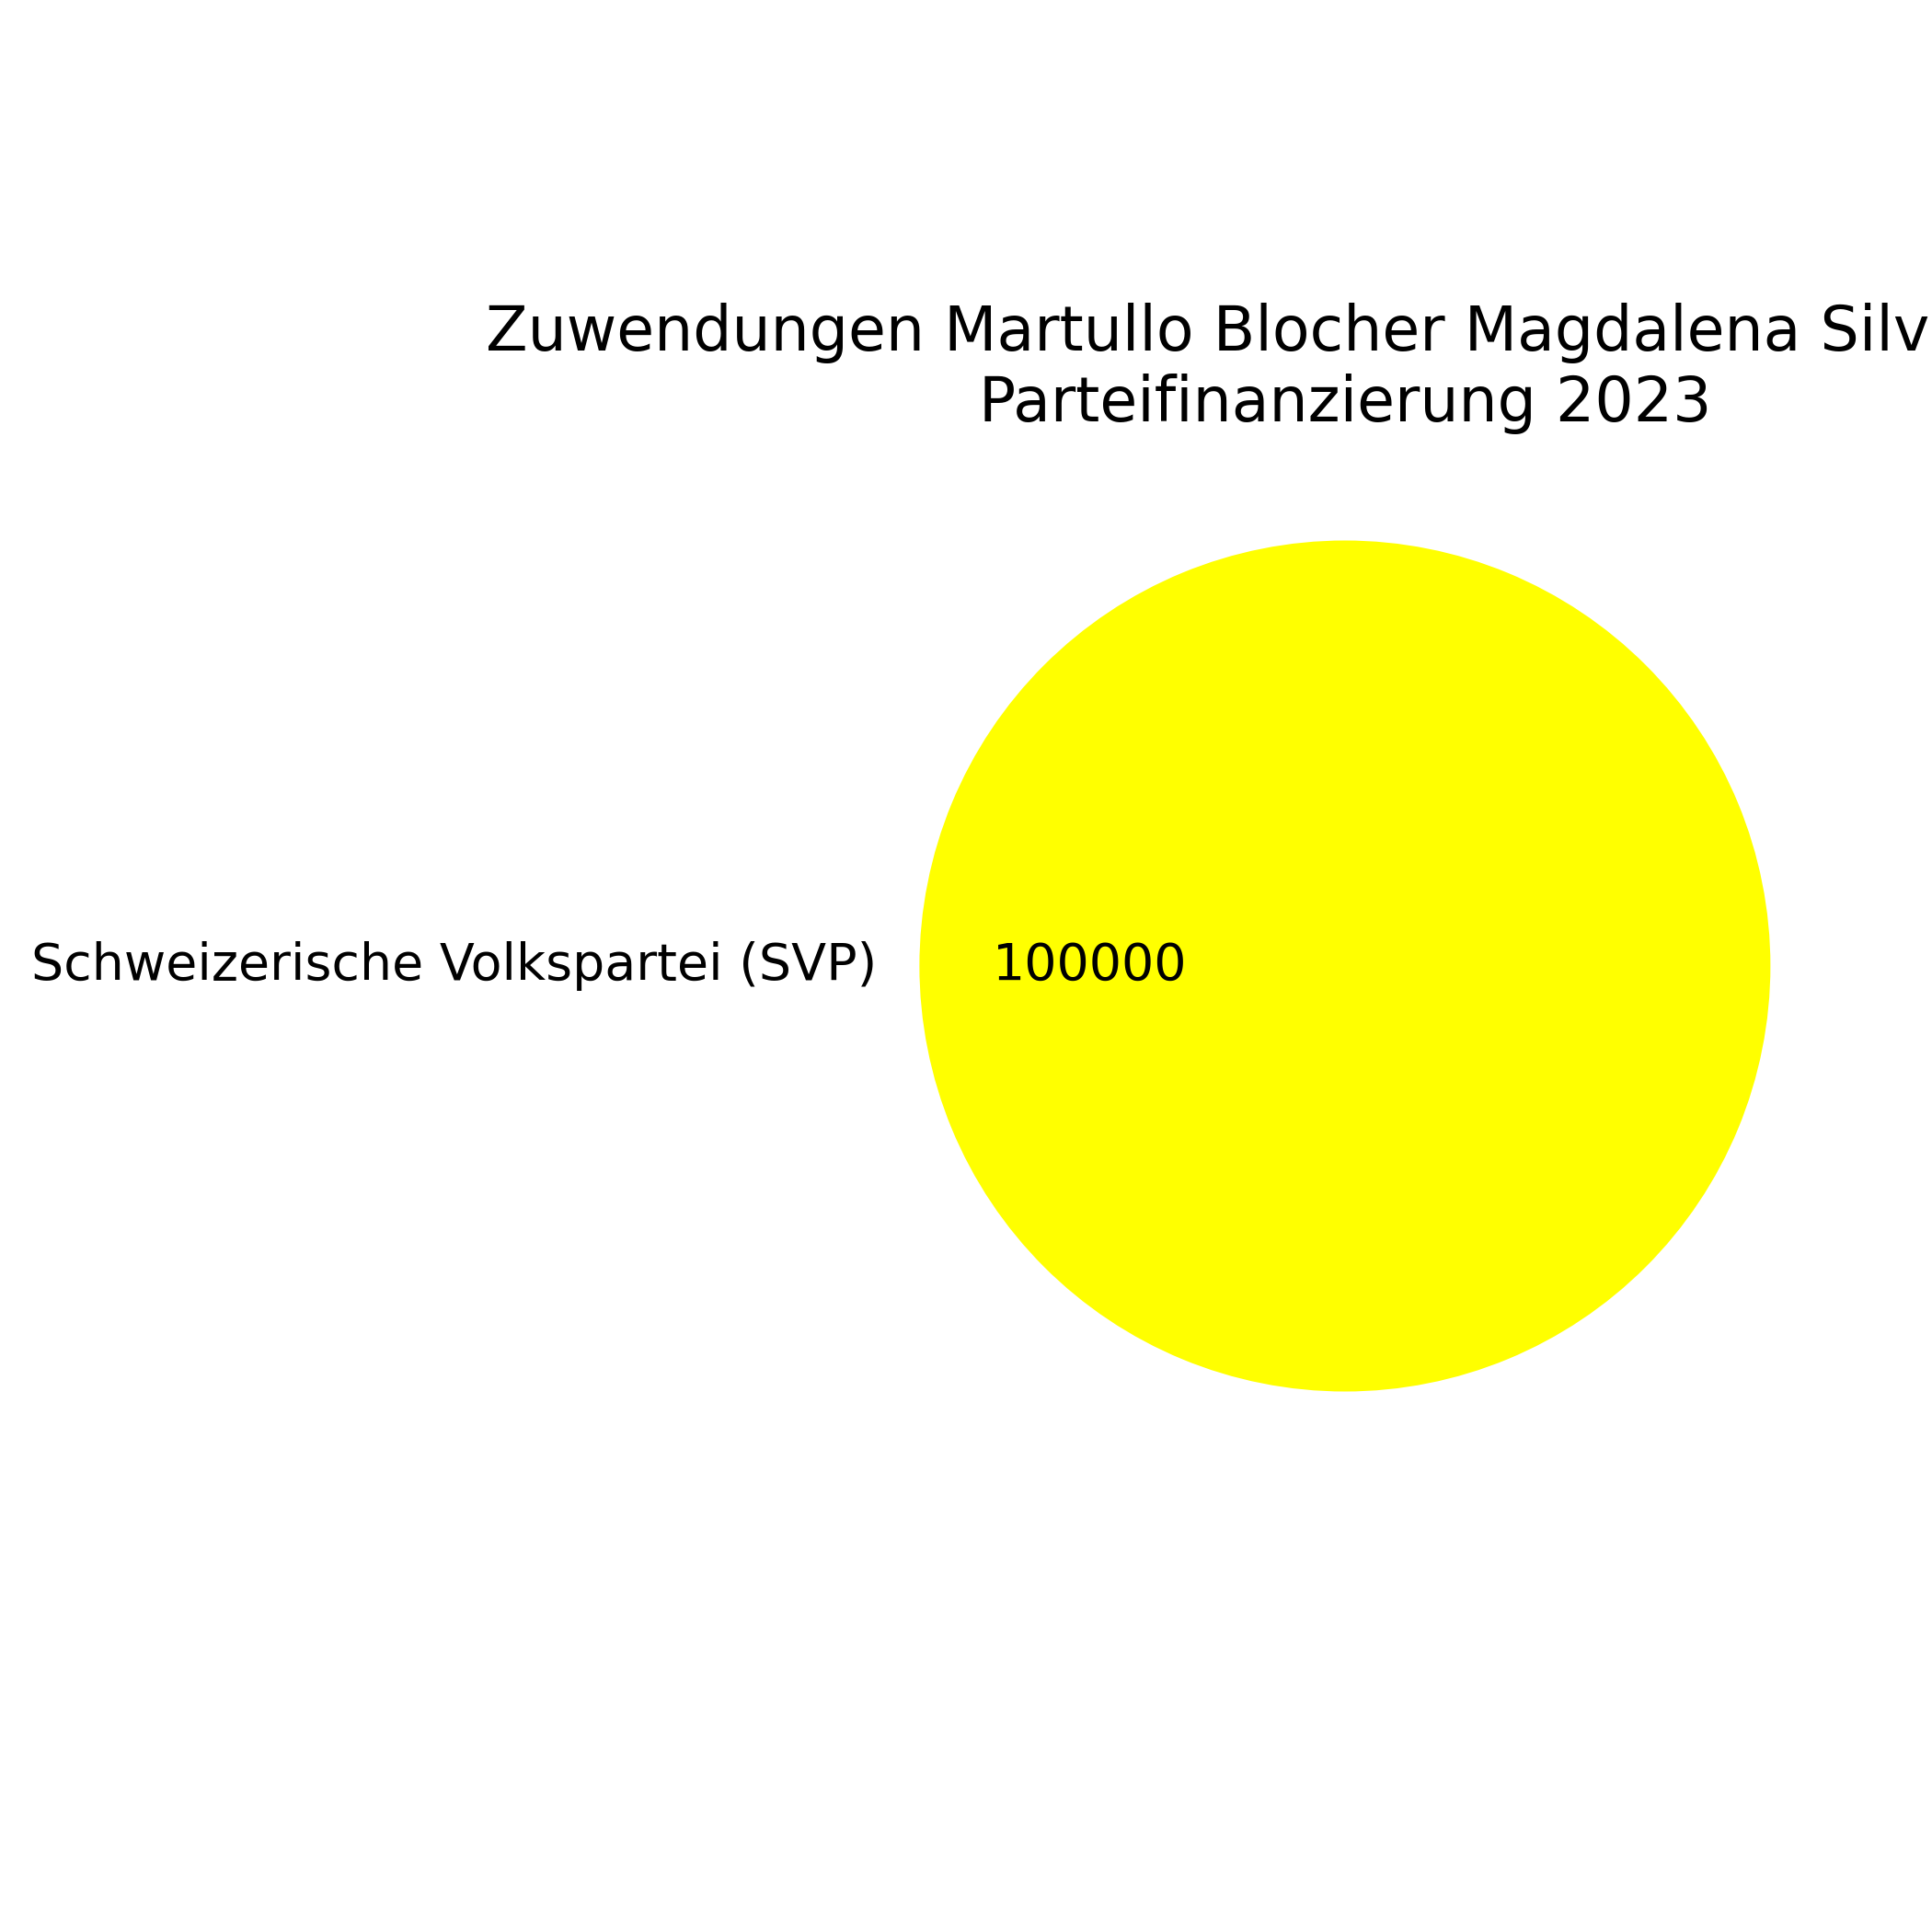 Zuwendungen Martullo Blocher Magdalena Silv
Parteifinanzierung 2023
Schweizerische Volkspartei (SVP) 100000